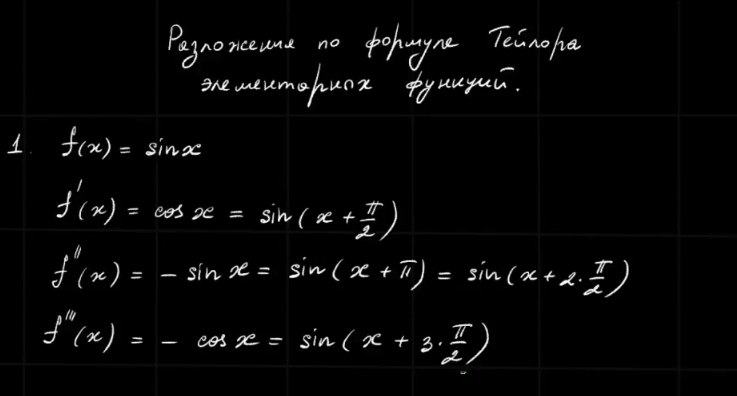 Разложения по формуле Тейлора
элементарных функций.
1. f(x) = sin x
f'(x) = cos x = sin(x + π/2)
f''(x) = - sin x = sin(x + π) = sin(x + 2·π/2)
f'''(x) = - cos x = sin(x + 3·π/2)